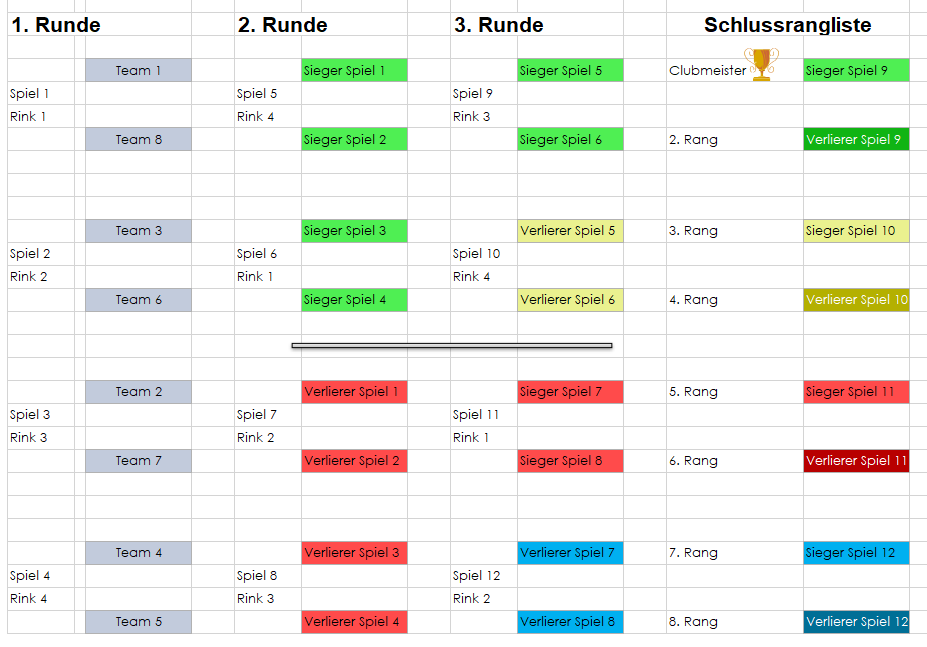 1. Runde 2. Runde 3. Runde Schlussrangliste
Team 1 Sieger Spiel 1 Sieger Spiel 5 Clubmeister Sieger Spiel 9
Spiel 1 Spiel 5 Spiel 9
Rink 1 Rink 4 Rink 3
Team 8 Sieger Spiel 2 Sieger Spiel 6 2. Rang Verlierer Spiel 9
Team 3 Sieger Spiel 3 Verlierer Spiel 5 3. Rang Sieger Spiel 10
Spiel 2 Spiel 6 Spiel 10
Rink 2 Rink 1 Rink 4
Team 6 Sieger Spiel 4 Verlierer Spiel 6 4. Rang Verlierer Spiel 10
Team 2 Verlierer Spiel 1 Sieger Spiel 7 5. Rang Sieger Spiel 11
Spiel 3 Spiel 7 Spiel 11
Rink 3 Rink 2 Rink 1
Team 7 Verlierer Spiel 2 Sieger Spiel 8 6. Rang Verlierer Spiel 11
Team 4 Verlierer Spiel 3 Verlierer Spiel 7 7. Rang Sieger Spiel 12
Spiel 4 Spiel 8 Spiel 12
Rink 4 Rink 3 Rink 2
Team 5 Verlierer Spiel 4 Verlierer Spiel 8 8. Rang Verlierer Spiel 12